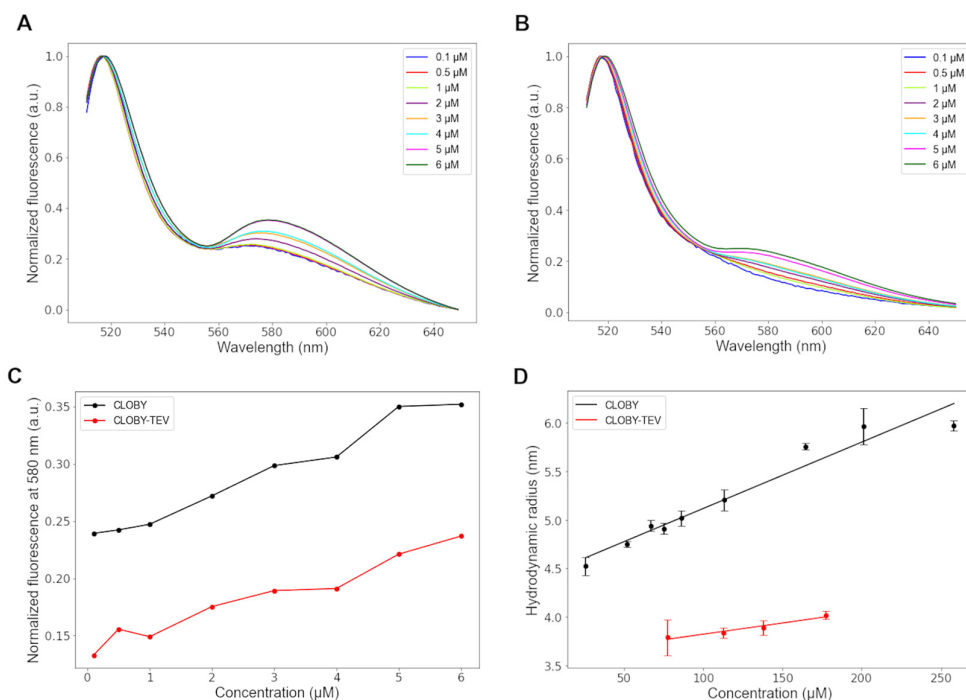 A
B
1.0
0.8
0.6
0.4
0.2
0.0
Normalized fluorescence (a.u.)
520
540
560
580
600
620
640
Wavelength (nm)
0.1 μM
0.5 μM
1 μM
2 μM
3 μM
4 μM
5 μM
6 μM
1.0
0.8
0.6
0.4
0.2
0.0
Normalized fluorescence (a.u.)
520
540
560
580
600
620
640
Wavelength (nm)
0.1 μM
0.5 μM
1 μM
2 μM
3 μM
4 μM
5 μM
6 μM
C
D
0.35
0.30
0.25
0.20
0.15
Normalized fluorescence at 580 nm (a.u.)
0
1
2
3
4
5
6
Concentration (μM)
CLOBY
CLOBY-TEV
6.0
5.5
5.0
4.5
4.0
3.5
Hydrodynamic radius (nm)
50
100
150
200
250
Concentration (μM)
CLOBY
CLOBY-TEV